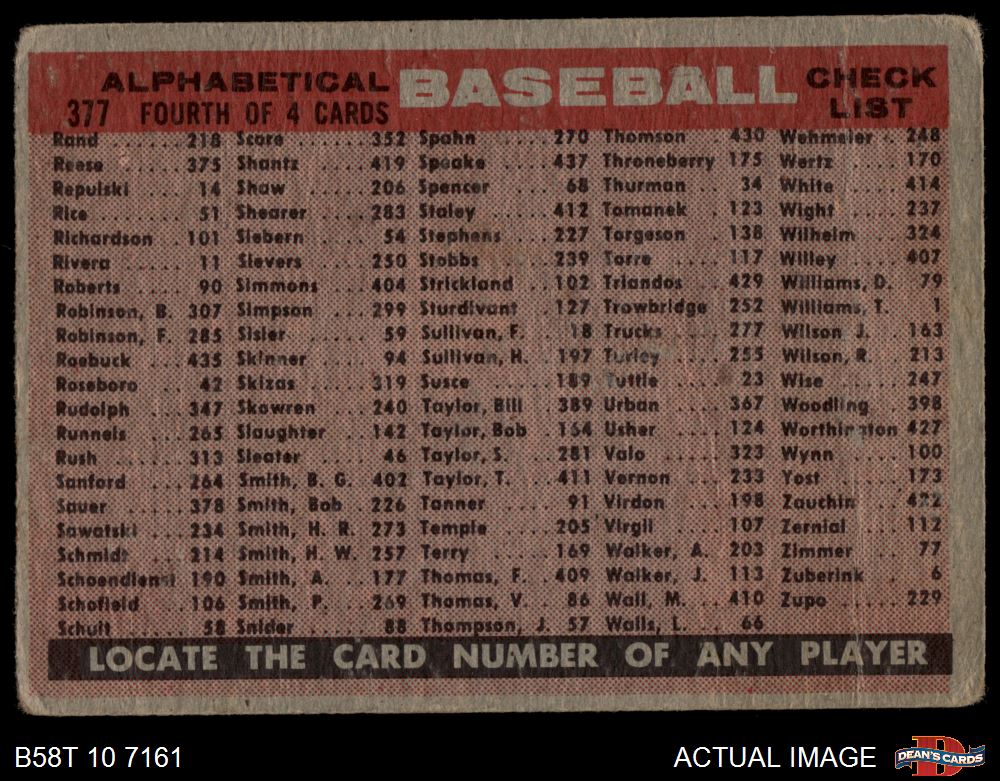 ALPHABETICAL BASEBALL CHECK LIST
377 FOURTH OF 4 CARDS
Rand ...... 218
Reese ..... 375
Repulski .. 14
Rice ...... 51
Richardson . 101
Rivera ..... 11
Roberts .... 90
Robinson, B. 307
Robinson, F. 285
Roebuck ... 435
Roseboro .. 42
Rudolph ... 347
Runnels ... 265
Rush ...... 313
Sanford ... 264
Sauer ..... 378
Sawatski .. 234
Schmidt ... 214
Schoendienst 190
Schofield .. 106
Schult ..... 58
Score ..... 352
Shantz .... 419
Shaw ...... 206
Shearer .... 283
Siebern .... 54
Sievers .... 250
Simmons ... 404
Simpson ... 299
Sisler ..... 59
Skinner .... 94
Skizas .... 319
Skowren ... 240
Slaughter .. 142
Sleater .... 46
Smith, B. G. 402
Smith, Bob . 226
Smith, H. R. 273
Smith, H. W. 257
Smith, A. .. 177
Smith, P. .. 269
Snider ..... 88
Spahn ..... 270
Speake .... 437
Spencer ... 68
Staley .... 412
Stephens ... 227
Stobbs .... 239
Strickland .. 102
Sturdivant .. 127
Sullivan, F. . 18
Sullivan, H. . 197
Susce ..... 189
Taylor, Bill . 389
Taylor, Bob . 164
Taylor, S. .. 281
Taylor, T. .. 411
Tanner .... 91
Temple .... 205
Terry ..... 169
Thomas, F. . 409
Thomas, V. . 86
Thompson, J. 57
Thomson .. 430
Throneberry 175
Thurman .. 34
Tomanek .. 123
Torgeson .. 138
Torre ..... 117
Triandos .. 429
Trowbridge 252
Trucks .... 277
Turley .... 255
Tuttle .... 23
Urban .... 367
Usher .... 124
Valo ..... 323
Vernon ... 233
Virdon ... 198
Virgil .... 107
Walker, A. 203
Walker, J. 113
Wall, M. .. 410
Walls, L. .. 66
Wehmeier . 248
Wertz .... 170
White .... 414
Wight .... 237
Wilhelm .. 324
Willey ... 407
Williams, D. 79
Williams, T. 1
Wilson J. . 163
Wilson, R. 213
Wise .... 247
Woodling . 398
Worthington 427
Wynn .... 100
Yost ..... 173
Zauchin .. 422
Zernial ... 112
Zimmer .. 77
Zuberink .. 6
Zupo ..... 229
LOCATE THE CARD NUMBER OF ANY PLAYER
B58T 10 7161
ACTUAL IMAGE
D
DEAN'S CARDS